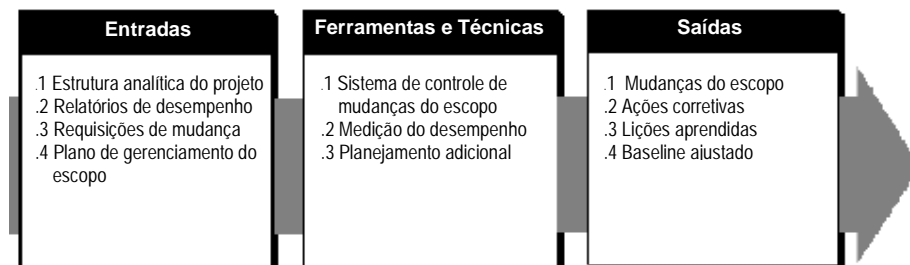 Entradas
.1 Estrutura analítica do projeto
.2 Relatórios de desempenho
.3 Requisições de mudança
.4 Plano de gerenciamento do
escopo
Ferramentas e Técnicas
.1 Sistema de controle de
mudanças do escopo
.2 Medição do desempenho
.3 Planejamento adicional
Saídas
.1 Mudanças do escopo
.2 Ações corretivas
.3 Lições aprendidas
.4 Baseline ajustado